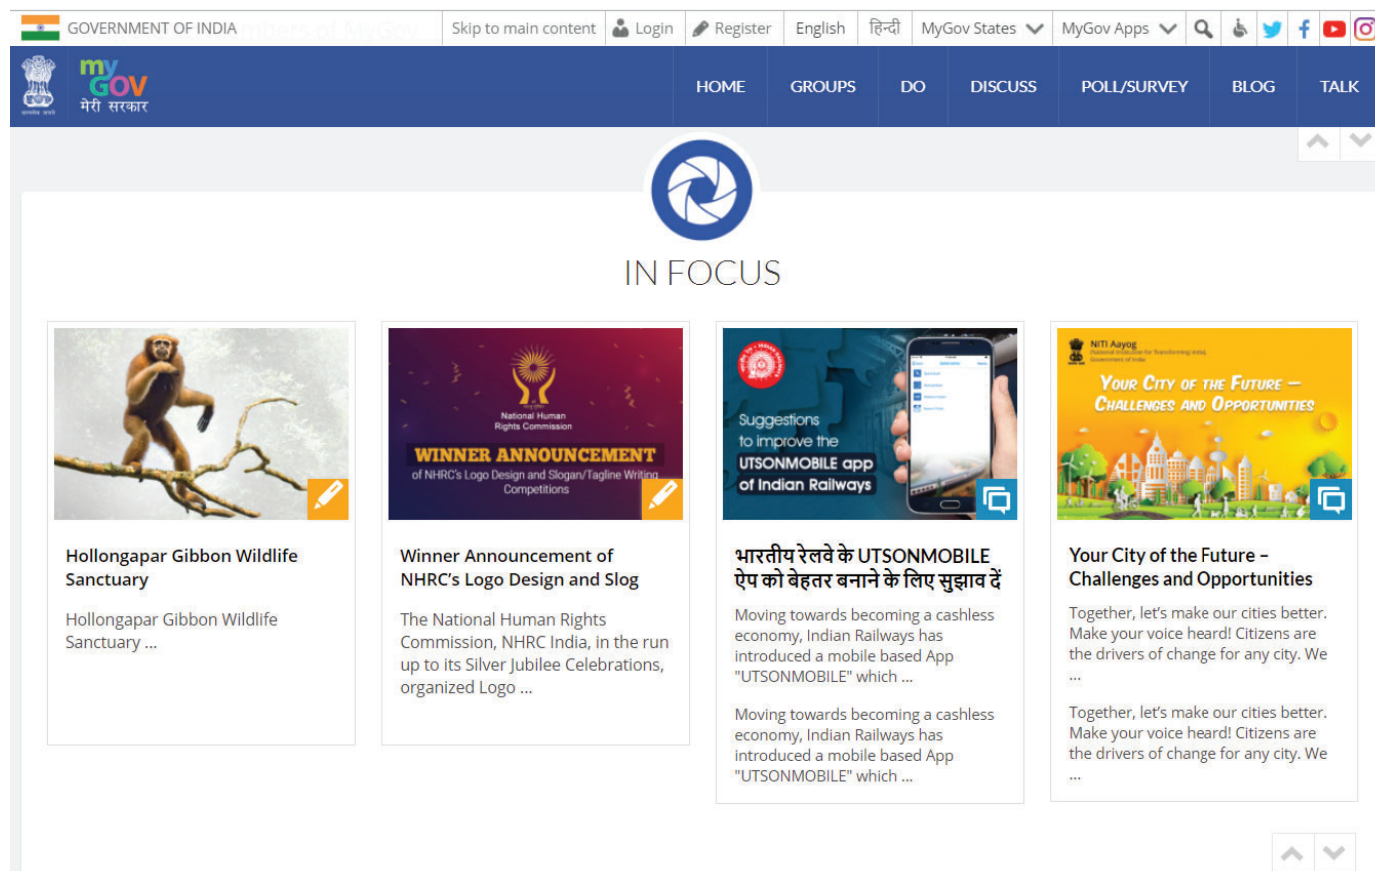 GOVERNMENT OF INDIA
Skip to main content
Login
Register
English
हिन्दी
MyGov States
MyGov Apps
my
GOV
मेरी सरकार
HOME
GROUPS
DO
DISCUSS
POLL/SURVEY
BLOG
TALK
IN FOCUS
National Human
Rights Commission
WINNER ANNOUNCEMENT
of NHRC's Logo Design and Slogan/Tagline Writing
Competitions
Suggestions
to improve the
UTSONMOBILE app
of Indian Railways
NITI Aayog
National Institution for Transforming India,
Government of India
YOUR CITY OF THE FUTURE –
CHALLENGES AND OPPORTUNITIES
Hollongapar Gibbon Wildlife
Sanctuary
Hollongapar Gibbon Wildlife
Sanctuary ...
Winner Announcement of
NHRC's Logo Design and Slog
The National Human Rights
Commission, NHRC India, in the run
up to its Silver Jubilee Celebrations,
organized Logo ...
भारतीय रेलवे के UTSONMOBILE
ऐप को बेहतर बनाने के लिए सुझाव दें
Moving towards becoming a cashless
economy, Indian Railways has
introduced a mobile based App
"UTSONMOBILE" which ...
Moving towards becoming a cashless
economy, Indian Railways has
introduced a mobile based App
"UTSONMOBILE" which ...
Your City of the Future –
Challenges and Opportunities
Together, let's make our cities better.
Make your voice heard! Citizens are
the drivers of change for any city. We
...
Together, let's make our cities better.
Make your voice heard! Citizens are
the drivers of change for any city. We
...